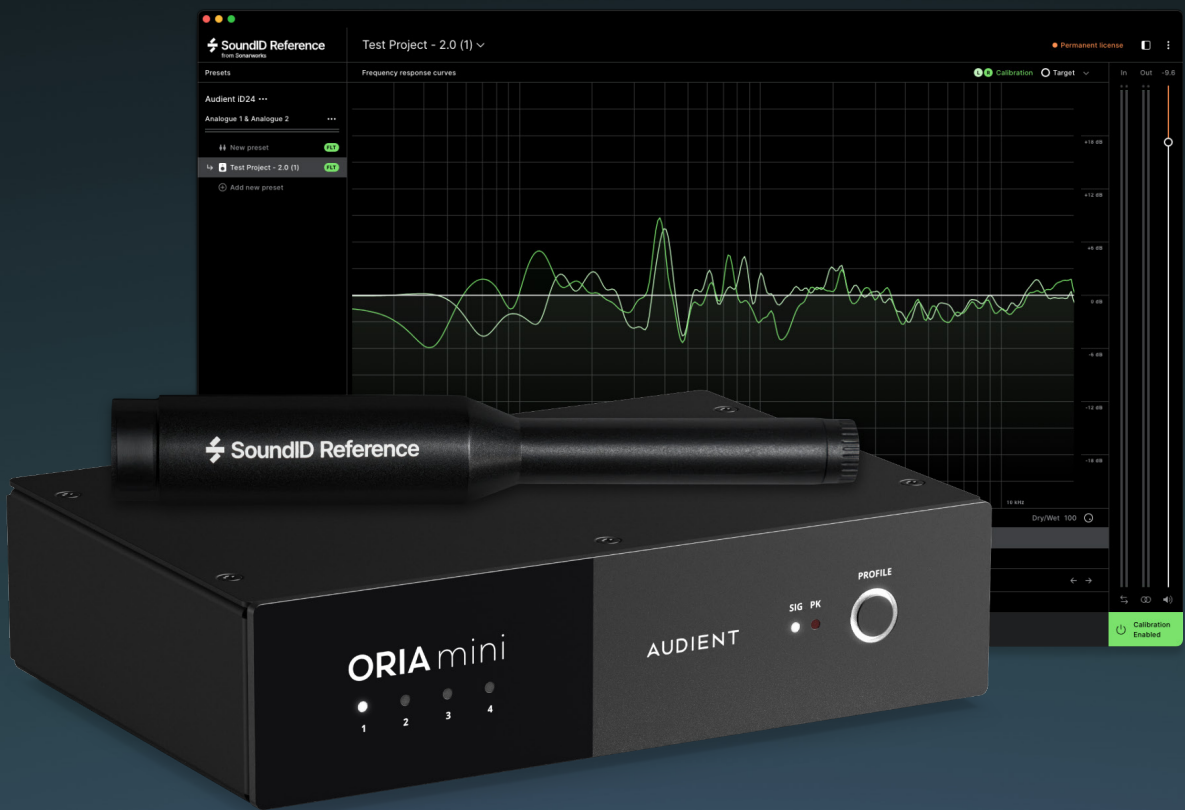 SoundID Reference
from Sonarworks
Test Project - 2.0 (1)
Permanent license
Presets
Frequency response curves
L R Calibration
Target
In Out -9.6
Audient iD24
Analogue 1 & Analogue 2
New preset FLT
Test Project - 2.0 (1) FLT
Add new preset
+18 dB
+12 dB
+6 dB
0 dB
-6 dB
-12 dB
-18 dB
10 kHz
Dry/Wet 100
Calibration
Enabled
SoundID Reference
ORIA mini
1 2 3 4
AUDIENT
SIG PK
PROFILE